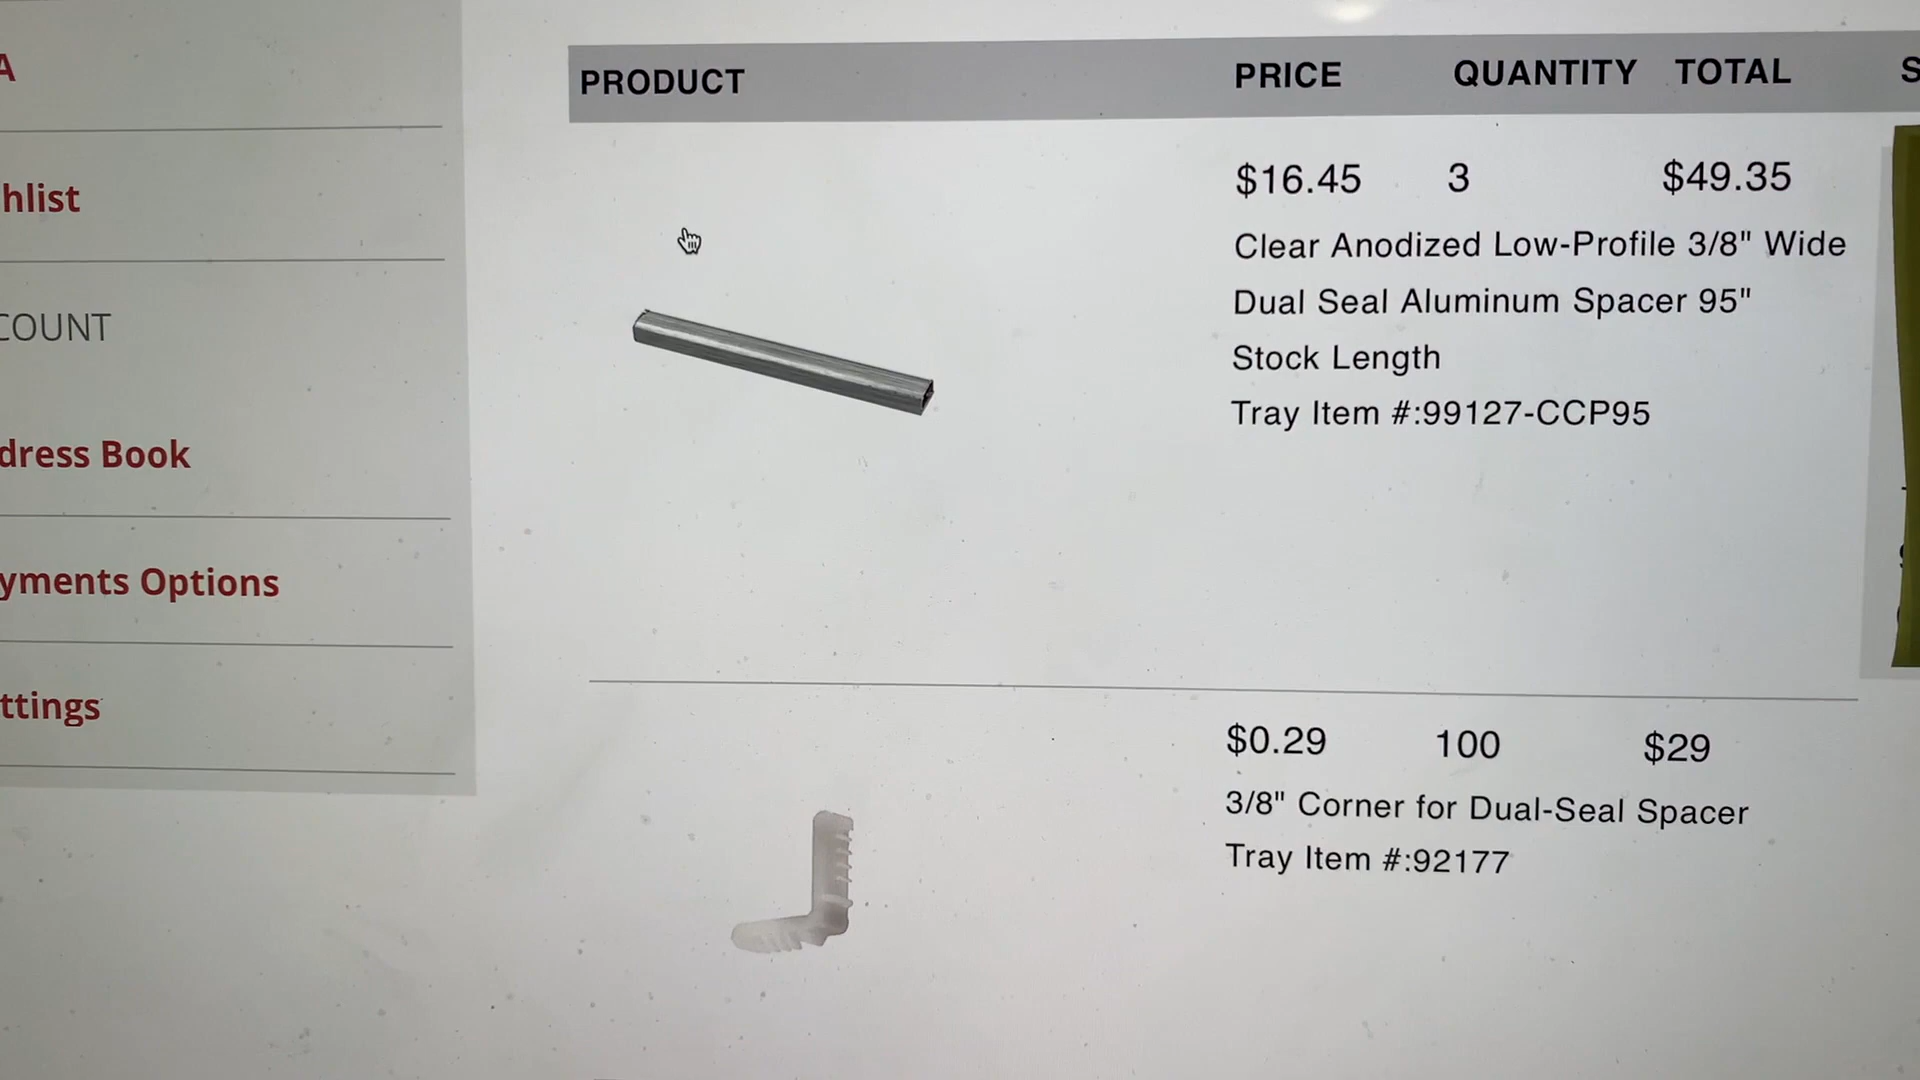 A
hlist
COUNT
dress Book
yments Options
ttings
PRODUCT PRICE QUANTITY TOTAL S
$16.45 3 $49.35
Clear Anodized Low-Profile 3/8" Wide
Dual Seal Aluminum Spacer 95"
Stock Length
Tray Item #:99127-CCP95
$0.29 100 $29
3/8" Corner for Dual-Seal Spacer
Tray Item #:92177